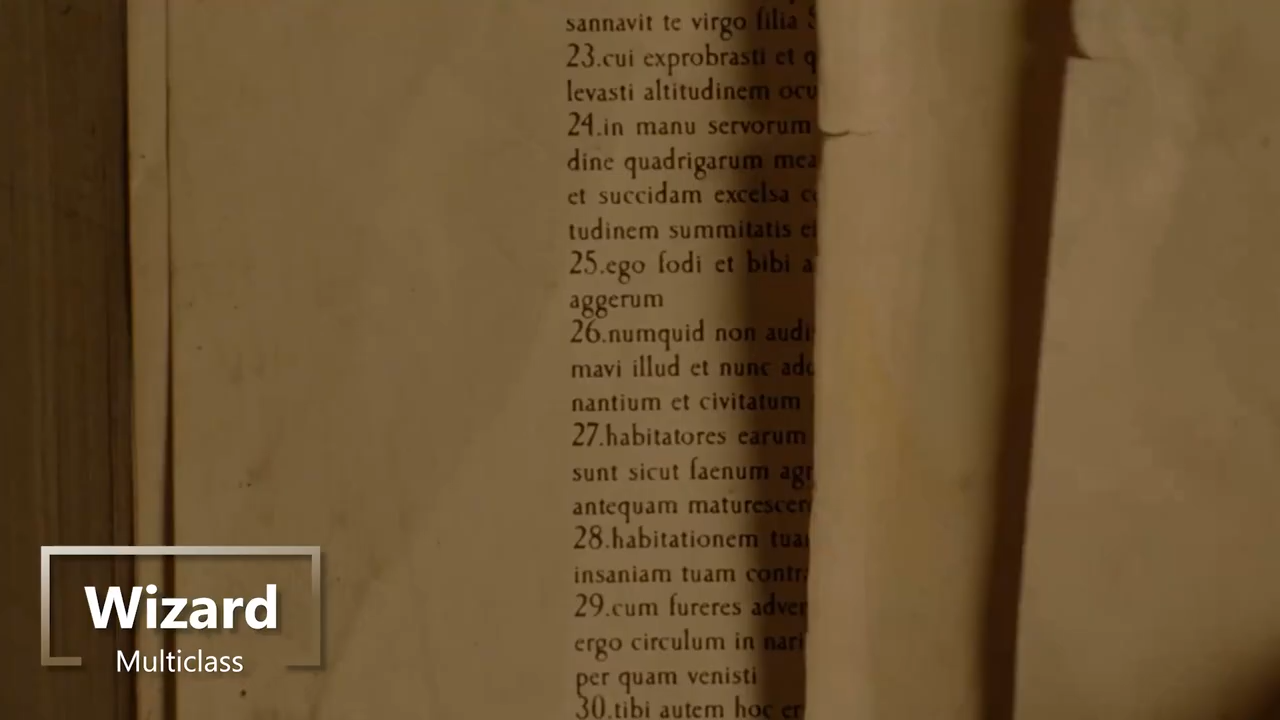 sannavit te virgo filia
23.cui exprobrasti et
levasti altitudinem
24.in manu servorum
dine quadrigarum
et succidam excelsa
tudinem summitatis
25.ego fodi et bibi
aggerum
26.numquid non
mavi illud et nunc
nantium et civitatum
27.habitatores earum
sunt sicut faenum
antequam
28.habitationem
insaniam tuam
29.cum fureres
ergo circulum in
per quam venisti
30.tibi autem hoc
Wizard
Multiclass